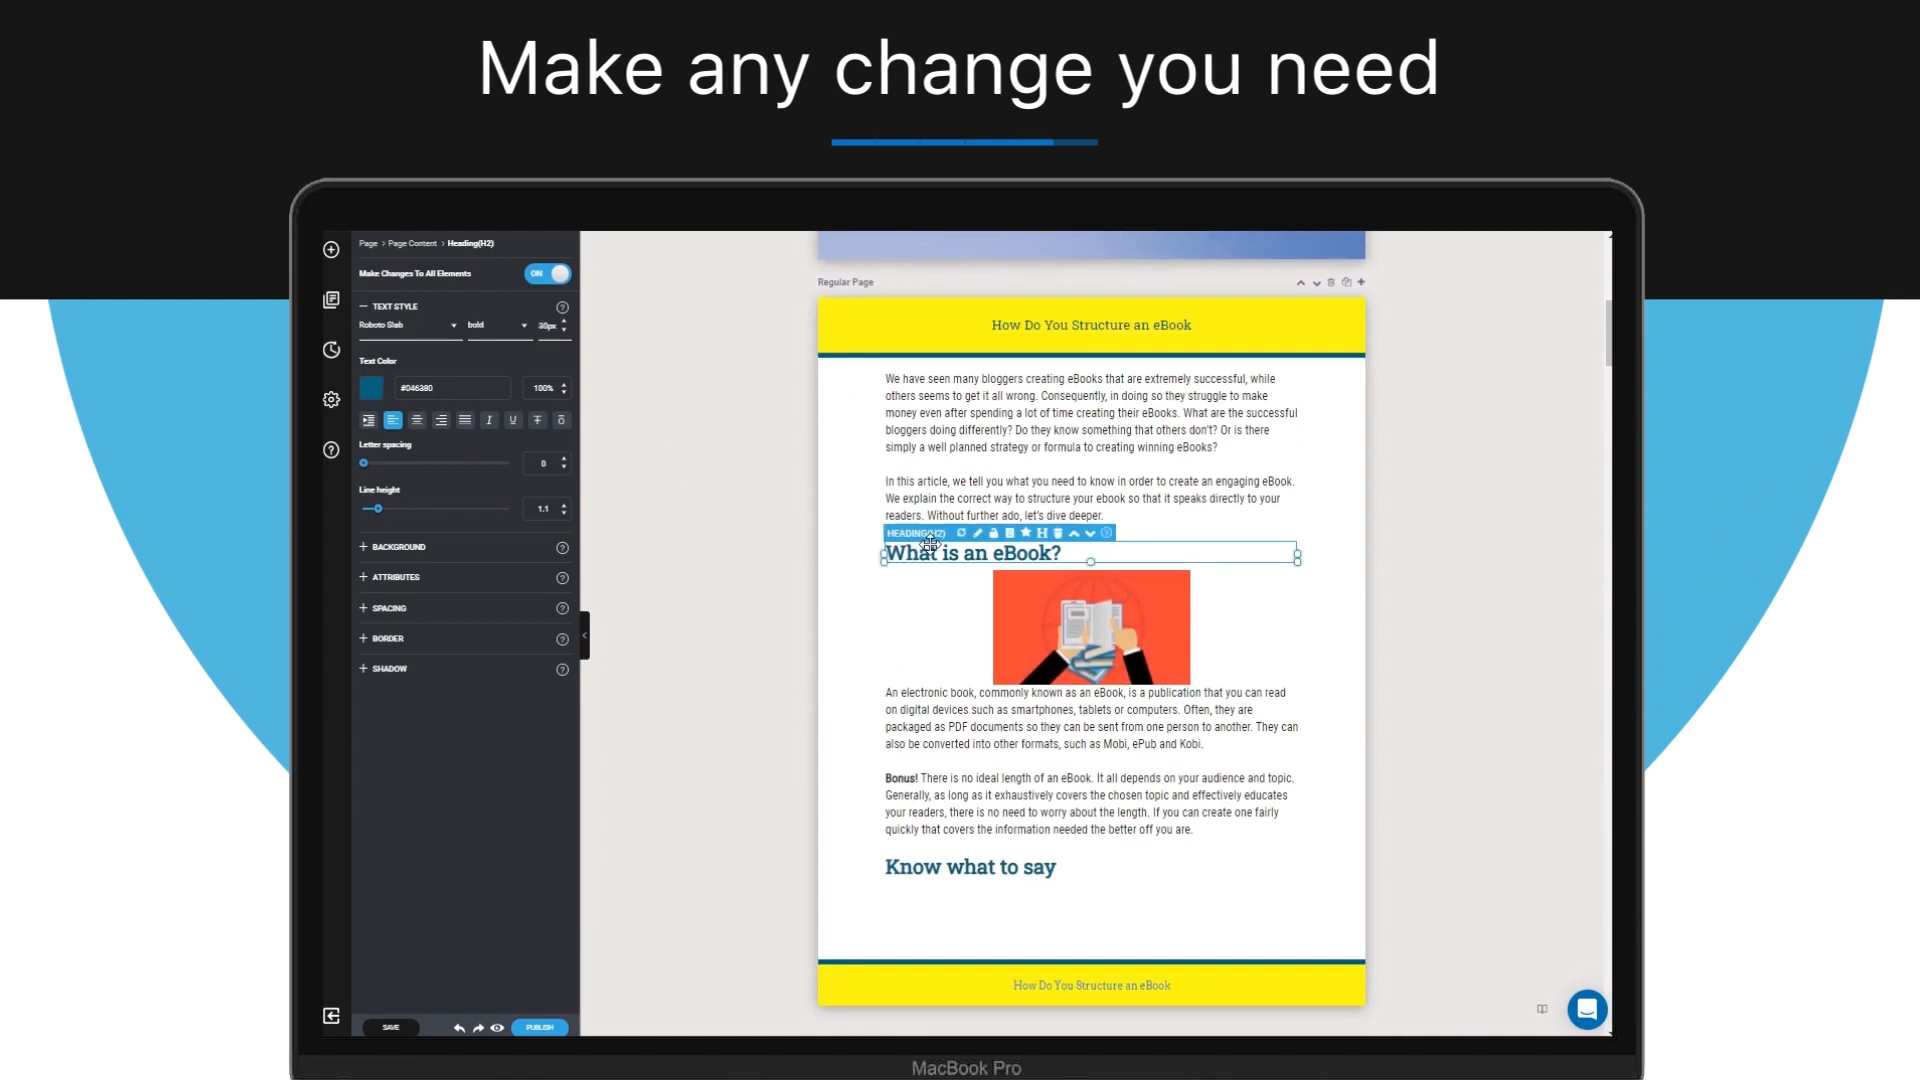 Make any change you need
Page > Page Content > Heading(H2)
Make Changes To All Elements
ON
TEXT STYLE
Roboto Slab
bold
30px
Text Color
#046380
100%
Letter spacing
0
Line height
1.1
BACKGROUND
ATTRIBUTES
SPACING
BORDER
SHADOW
SAVE
PUBLISH
Regular Page
How Do You Structure an eBook
We have seen many bloggers creating eBooks that are extremely successful, while
others seems to get it all wrong. Consequently, in doing so they struggle to make
money even after spending a lot of time creating their eBooks. What are the successful
bloggers doing differently? Do they know something that others don't? Or is there
simply a well planned strategy or formula to creating winning eBooks?
In this article, we tell you what you need to know in order to create an engaging eBook.
We explain the correct way to structure your ebook so that it speaks directly to your
readers. Without further ado, let's dive deeper.
HEADING(H2)
What is an eBook?
An electronic book, commonly known as an eBook, is a publication that you can read
on digital devices such as smartphones, tablets or computers. Often, they are
packaged as PDF documents so they can be sent from one person to another. They can
also be converted into other formats, such as Mobi, ePub and Kobi.
Bonus! There is no ideal length of an eBook. It all depends on your audience and topic.
Generally, as long as it exhaustively covers the chosen topic and effectively educates
your readers, there is no need to worry about the length. If you can create one fairly
quickly that covers the information needed the better off you are.
Know what to say
How Do You Structure an eBook
MacBook Pro